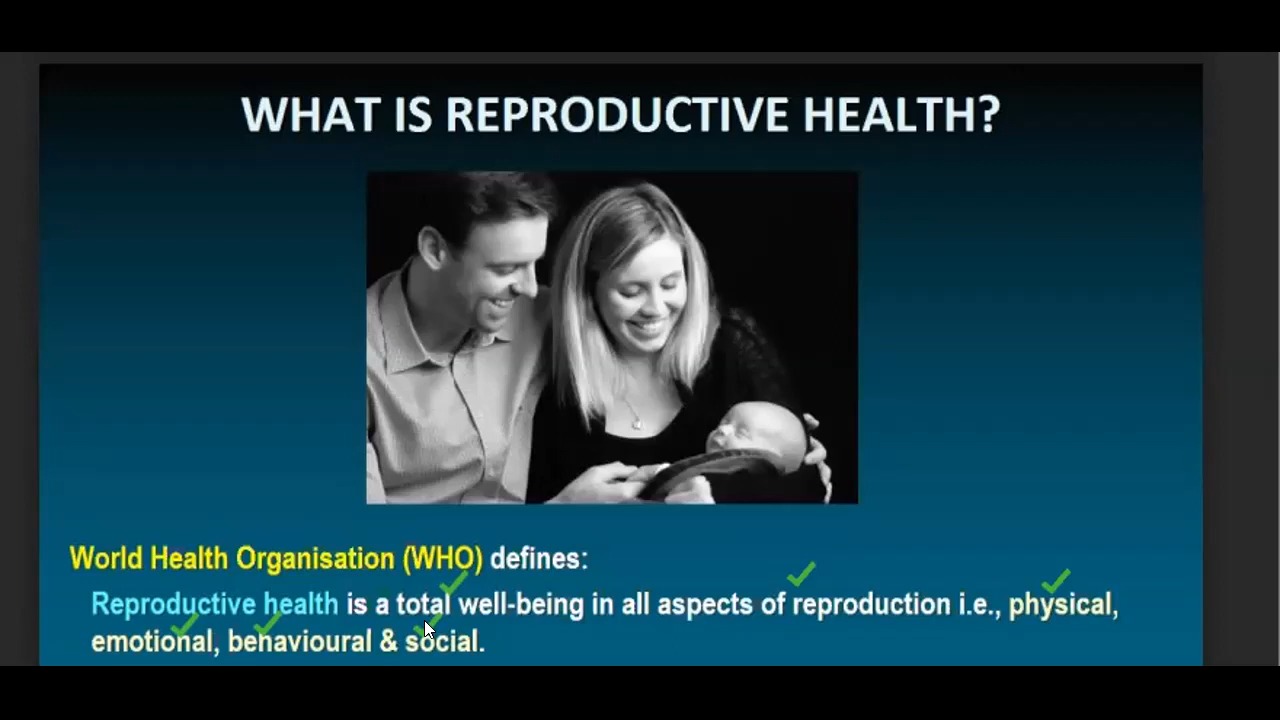 WHAT IS REPRODUCTIVE HEALTH?
World Health Organisation (WHO) defines:
Reproductive health is a total well-being in all aspects of reproduction i.e., physical,
emotional, behavioural & social.